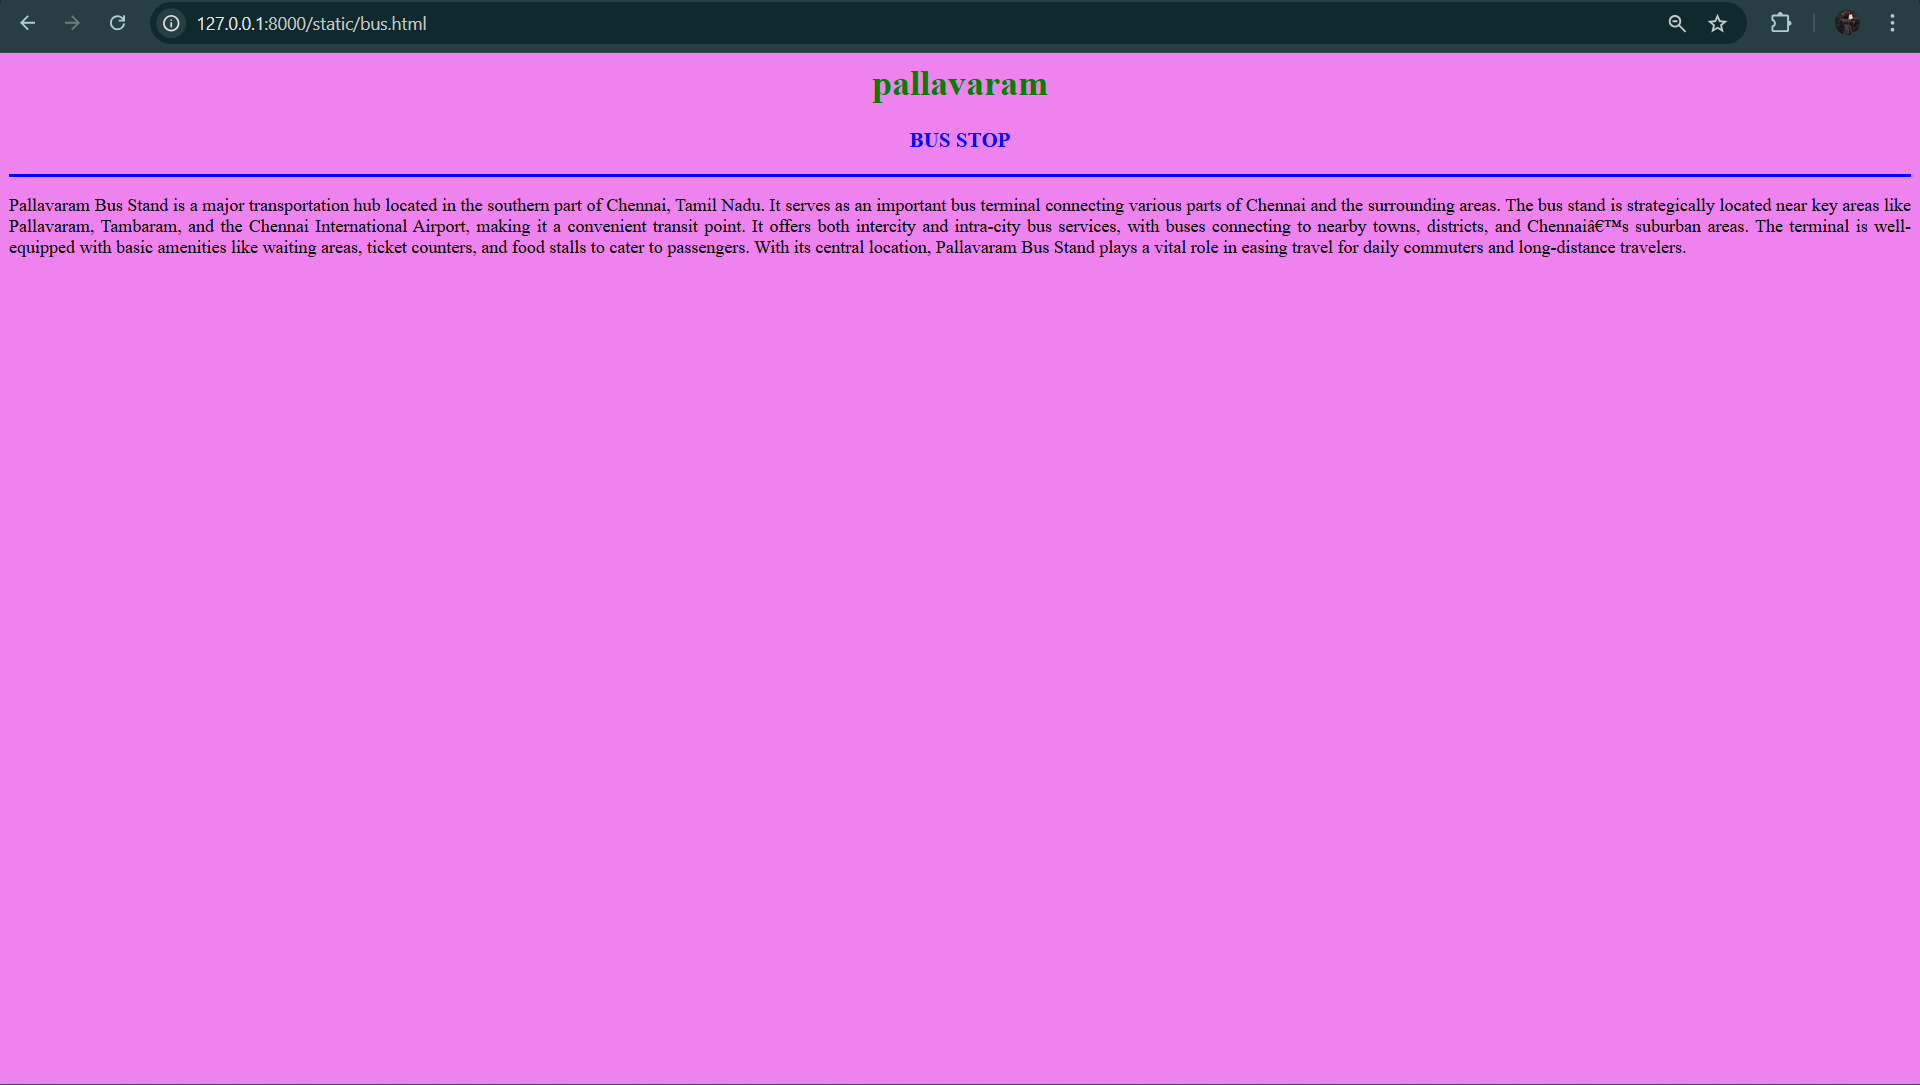 127.0.0.1:8000/static/bus.html
pallavaram
BUS STOP
Pallavaram Bus Stand is a major transportation hub located in the southern part of Chennai, Tamil Nadu. It serves as an important bus terminal connecting various parts of Chennai and the surrounding areas. The bus stand is strategically located near key areas like
Pallavaram, Tambaram, and the Chennai International Airport, making it a convenient transit point. It offers both intercity and intra-city bus services, with buses connecting to nearby towns, districts, and Chennaiâ€™s suburban areas. The terminal is well-
equipped with basic amenities like waiting areas, ticket counters, and food stalls to cater to passengers. With its central location, Pallavaram Bus Stand plays a vital role in easing travel for daily commuters and long-distance travelers.